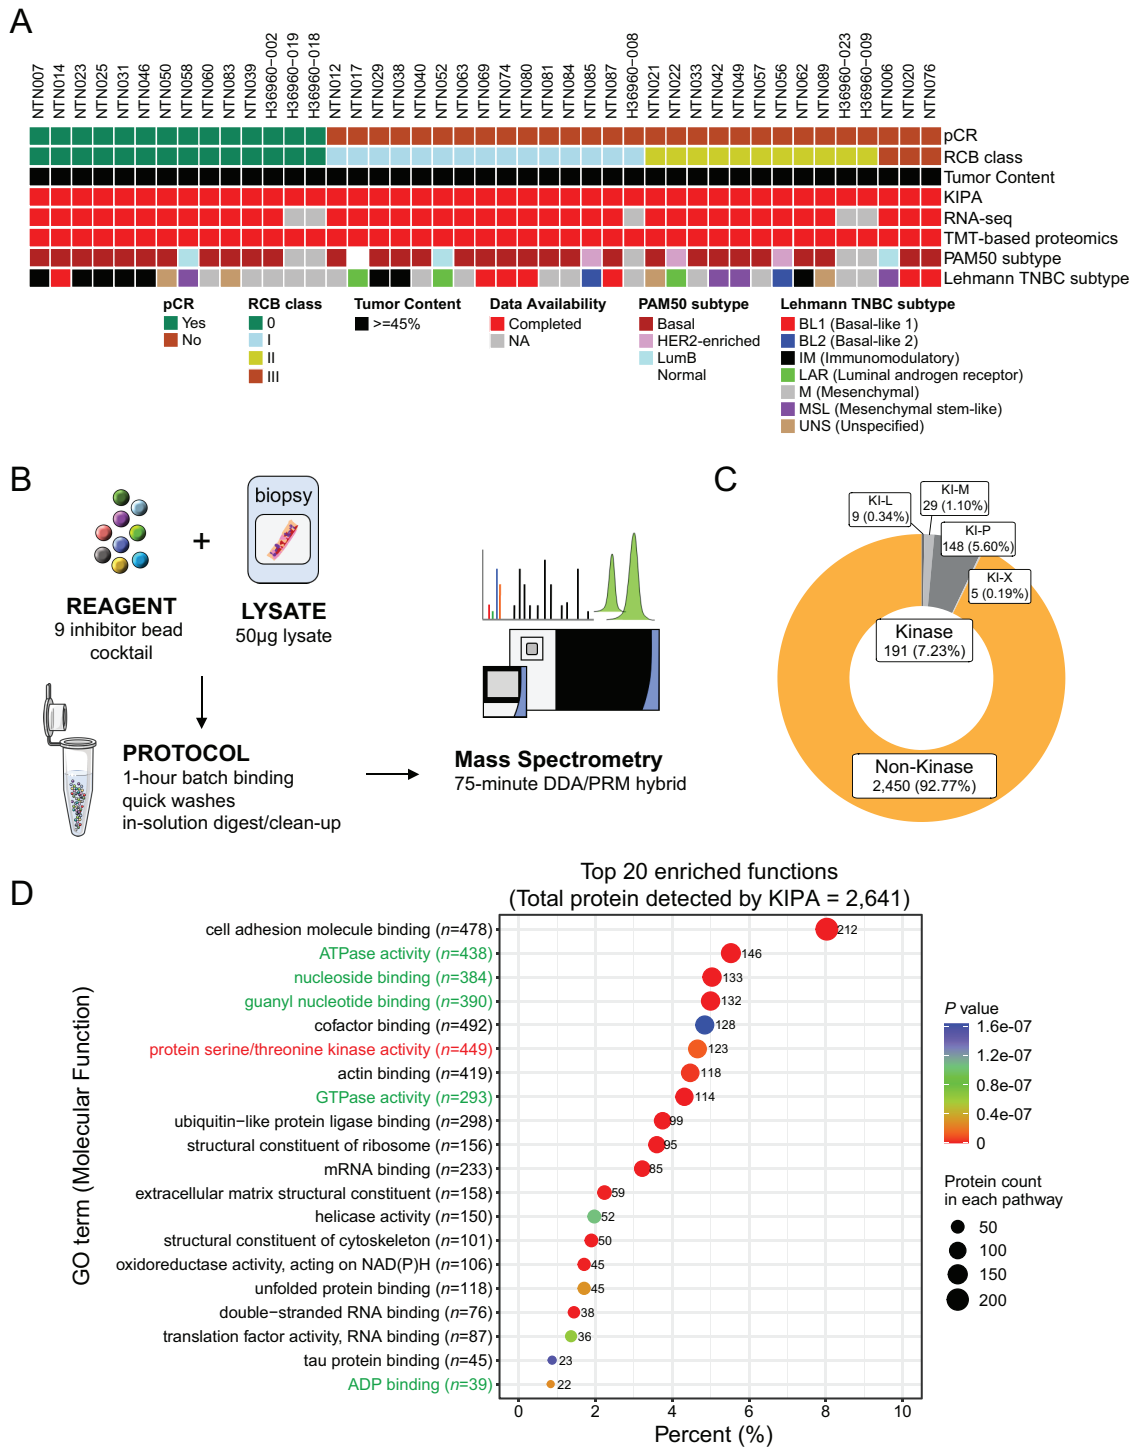 A
NTN007
NTN014
NTN023
NTN025
NTN031
NTN046
NTN050
NTN058
NTN060
NTN083
NTN039
H36960−002
H36960−019
H36960−018
NTN012
NTN017
NTN029
NTN038
NTN040
NTN052
NTN063
NTN069
NTN074
NTN080
NTN081
NTN084
NTN085
NTN087
H36960−008
NTN021
NTN022
NTN033
NTN042
NTN049
NTN057
NTN056
NTN062
NTN089
H36960−023
H36960−009
NTN006
NTN020
NTN076
pCR
RCB class
Tumor Content
KIPA
RNA-seq
TMT-based proteomics
PAM50 subtype
Lehmann TNBC subtype
pCR
Yes
No
RCB class
0
I
II
III
Tumor Content
>=45%
Data Availability
Completed
NA
PAM50 subtype
Basal
HER2-enriched
LumB
Normal
Lehmann TNBC subtype
BL1 (Basal-like 1)
BL2 (Basal-like 2)
IM (Immunomodulatory)
LAR (Luminal androgen receptor)
M (Mesenchymal)
MSL (Mesenchymal stem-like)
UNS (Unspecified)
B
+
biopsy
REAGENT
9 inhibitor bead
cocktail
LYSATE
50µg lysate
PROTOCOL
1-hour batch binding
quick washes
in-solution digest/clean-up
Mass Spectrometry
75-minute DDA/PRM hybrid
C
KI-L
9 (0.34%)
KI-M
29 (1.10%)
KI-P
148 (5.60%)
KI-X
5 (0.19%)
Kinase
191 (7.23%)
Non-Kinase
2,450 (92.77%)
D
Top 20 enriched functions
(Total protein detected by KIPA = 2,641)
GO term (Molecular Function)
cell adhesion molecule binding (n=478) 212
ATPase activity (n=438) 146
nucleoside binding (n=384) 133
guanyl nucleotide binding (n=390) 132
cofactor binding (n=492) 128
protein serine/threonine kinase activity (n=449) 123
actin binding (n=419) 118
GTPase activity (n=293) 114
ubiquitin−like protein ligase binding (n=298) 99
structural constituent of ribosome (n=156) 95
mRNA binding (n=233) 85
extracellular matrix structural constituent (n=158) 59
helicase activity (n=150) 52
structural constituent of cytoskeleton (n=101) 50
oxidoreductase activity, acting on NAD(P)H (n=106) 45
unfolded protein binding (n=118) 45
double−stranded RNA binding (n=76) 38
translation factor activity, RNA binding (n=87) 36
tau protein binding (n=45) 23
ADP binding (n=39) 22
0 2 4 6 8 10
Percent (%)
P value
1.6e-07
1.2e-07
0.8e-07
0.4e-07
0
Protein count
in each pathway
50
100
150
200